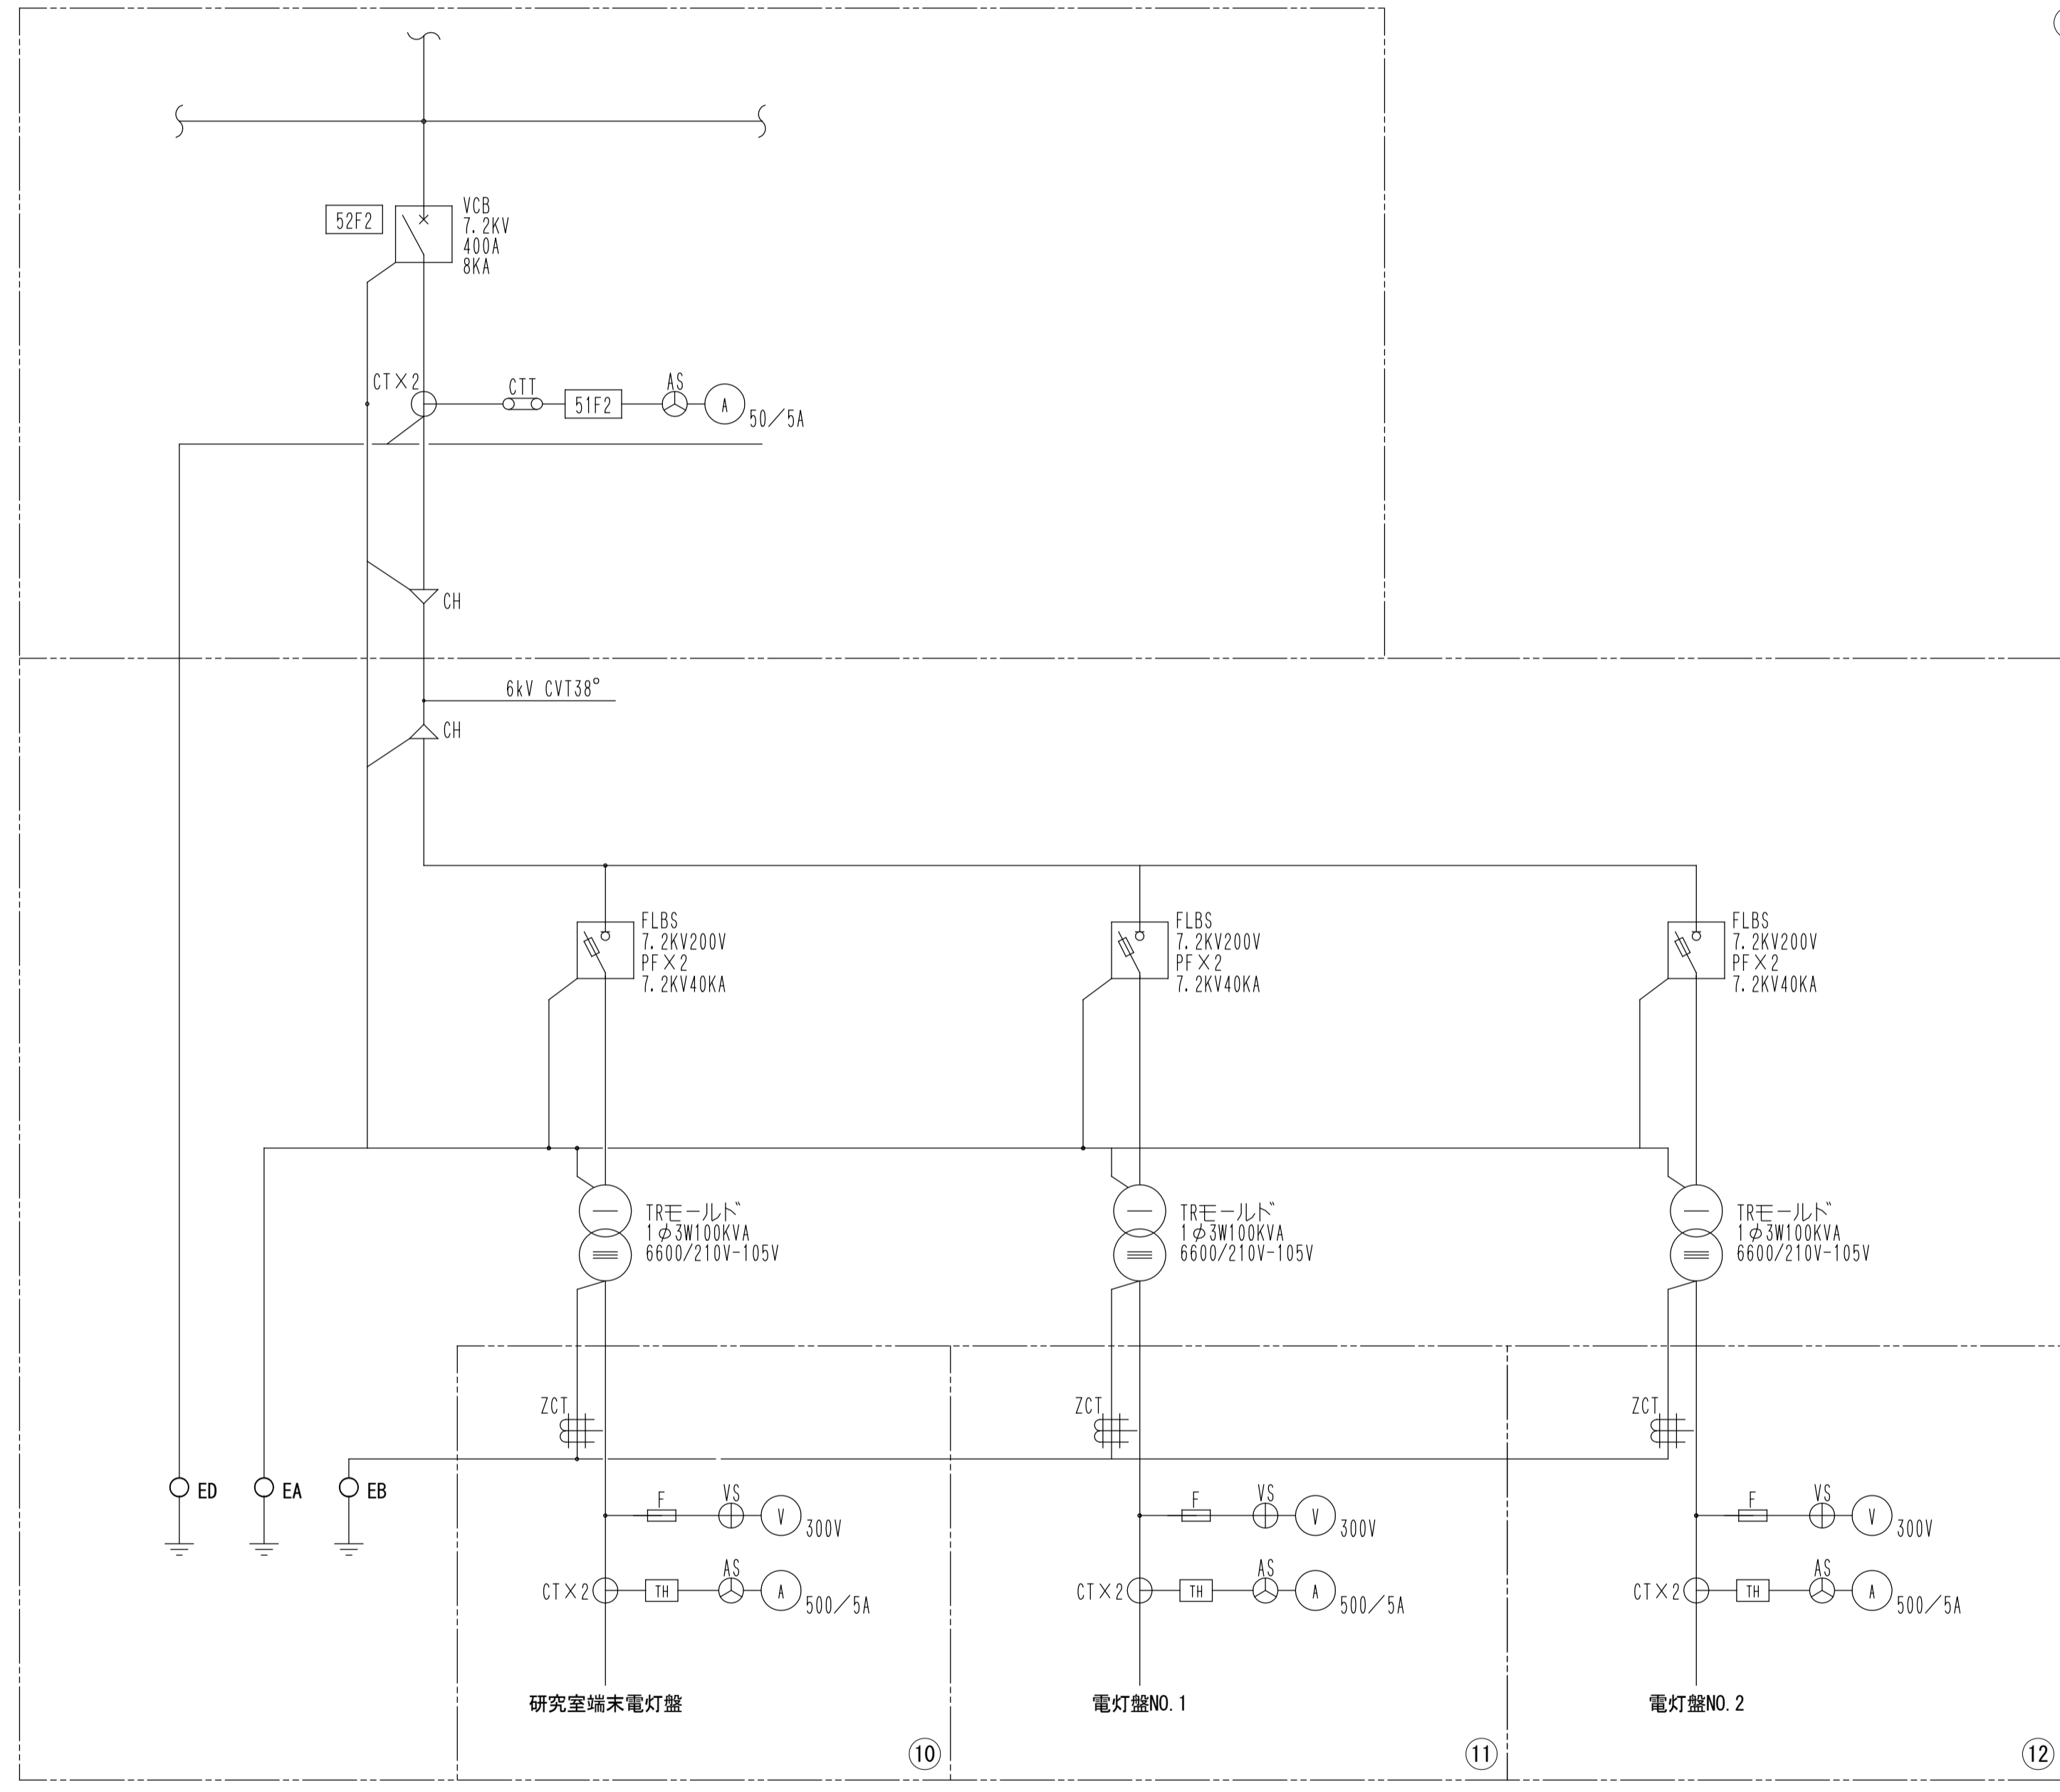 52F2
VCB
7.2KV
400A
8KA
CT×2
CTT
51F2
AS
A
50/5A
CH
6kV CVT38°
CH
FLBS
7.2KV200V
PF×2
7.2KV40KA
FLBS
7.2KV200V
PF×2
7.2KV40KA
FLBS
7.2KV200V
PF×2
7.2KV40KA
TRモールド
1φ3W100KVA
6600/210V-105V
TRモールド
1φ3W100KVA
6600/210V-105V
TRモールド
1φ3W100KVA
6600/210V-105V
ZCT
ZCT
ZCT
ED
EA
EB
F
VS
V
300V
F
VS
V
300V
F
VS
V
300V
CT×2
TH
AS
A
500/5A
CT×2
TH
AS
A
500/5A
CT×2
TH
AS
A
500/5A
研究室端末電灯盤
電灯盤NO.1
電灯盤NO.2
10
11
12